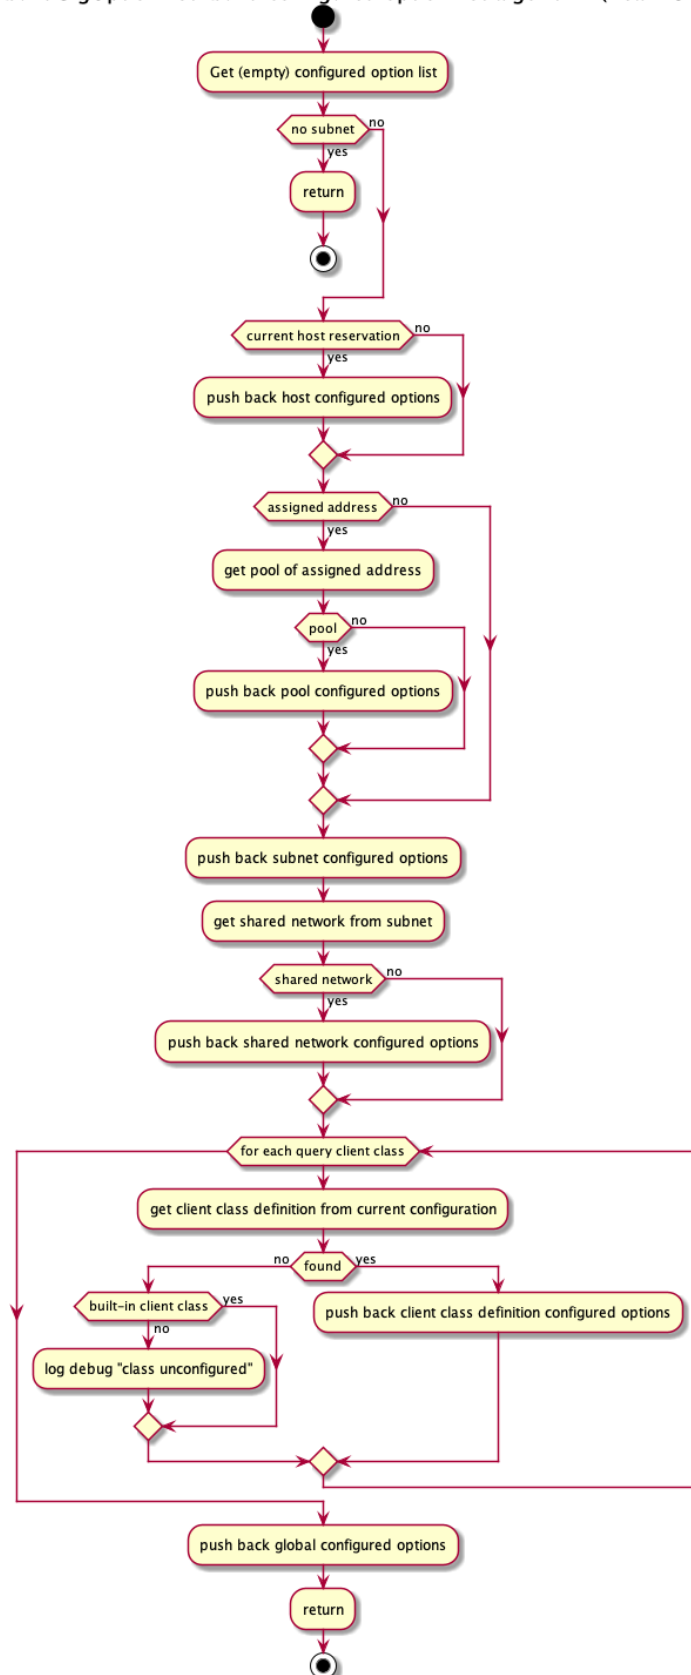 Get (empty) configured option list
no subnet
no
yes
return
current host reservation
no
yes
push back host configured options
assigned address
no
yes
get pool of assigned address
pool
no
yes
push back pool configured options
push back subnet configured options
get shared network from subnet
shared network
no
yes
push back shared network configured options
for each query client class
get client class definition from current configuration
no
found
yes
built-in client class
yes
push back client class definition configured options
no
log debug "class unconfigured"
push back global configured options
return